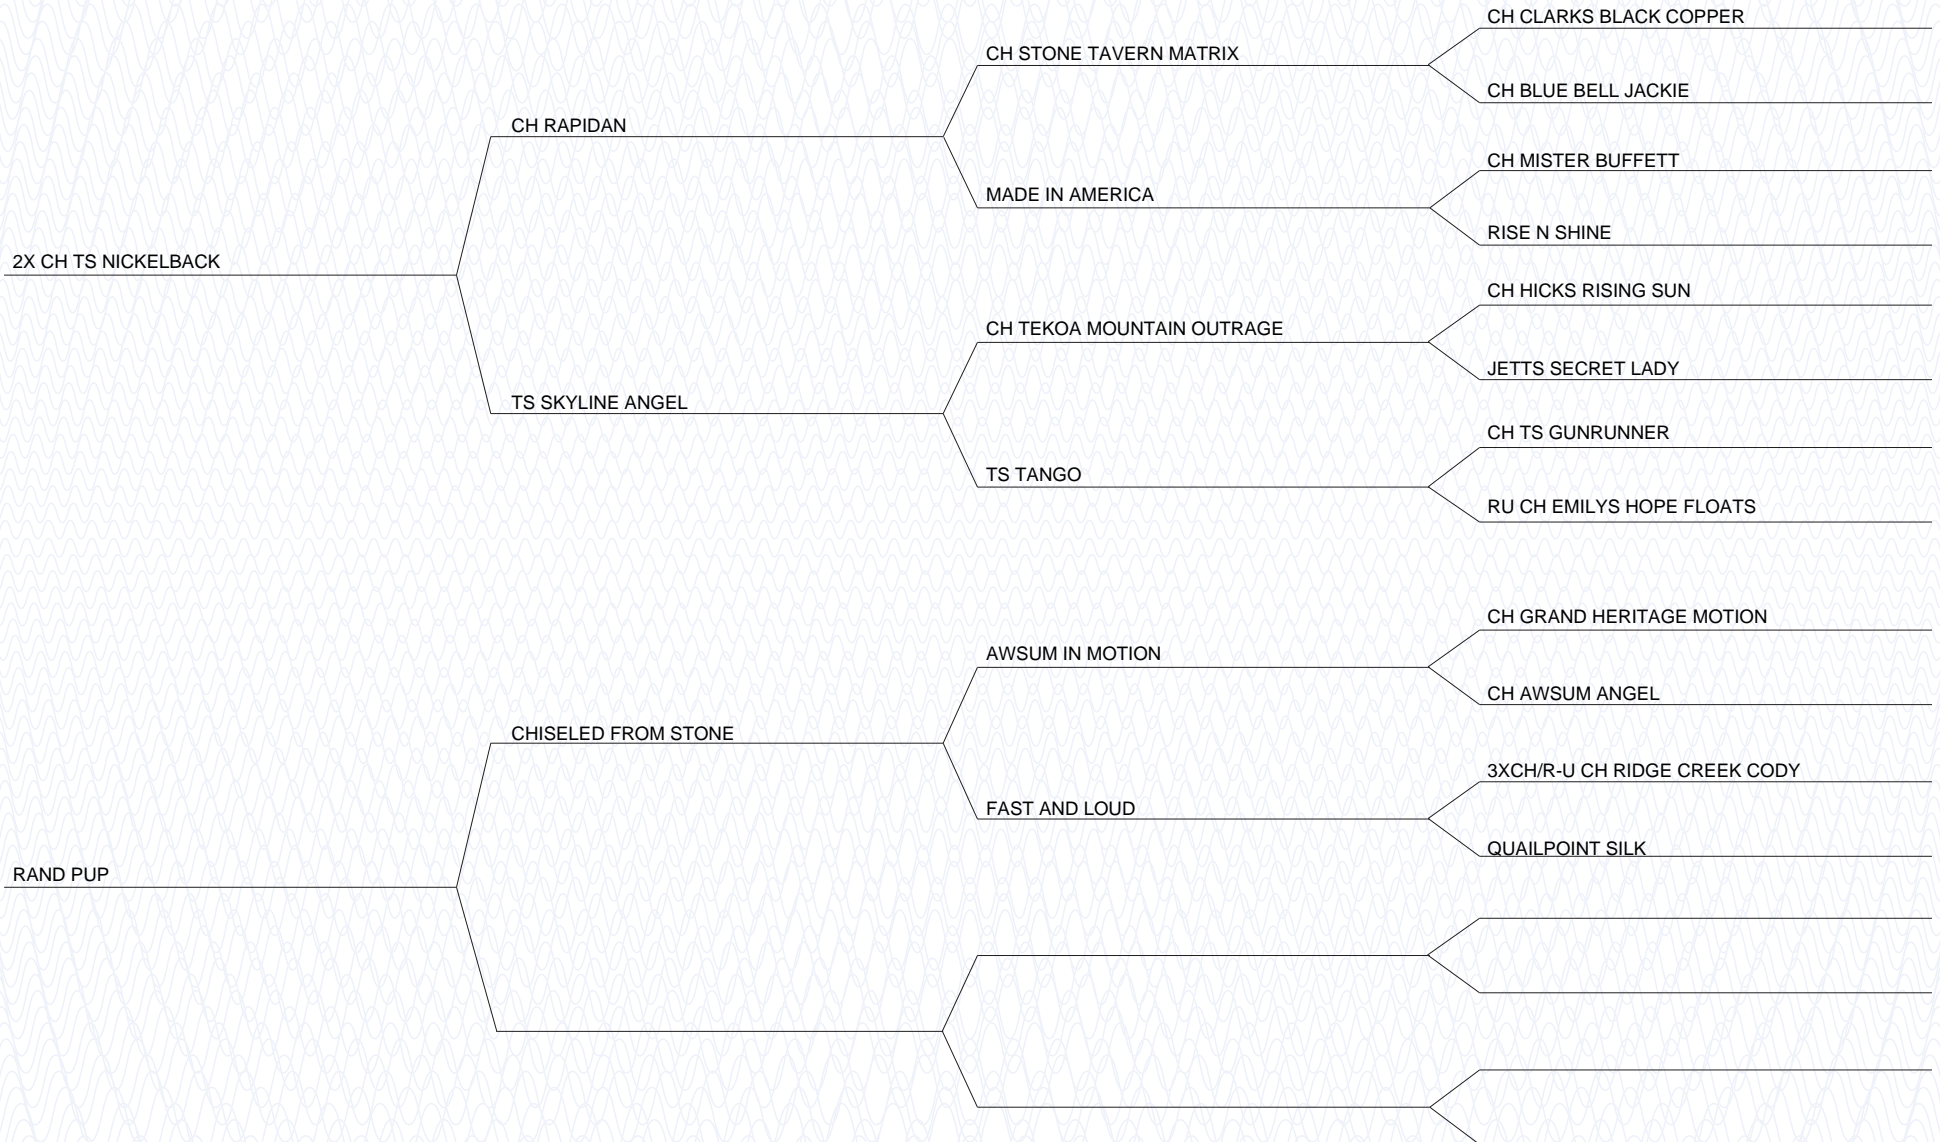 CH CLARKS BLACK COPPER
CH STONE TAVERN MATRIX
CH BLUE BELL JACKIE
CH RAPIDAN
CH MISTER BUFFETT
MADE IN AMERICA
RISE N SHINE
2X CH TS NICKELBACK
CH HICKS RISING SUN
CH TEKOA MOUNTAIN OUTRAGE
JETTS SECRET LADY
TS SKYLINE ANGEL
CH TS GUNRUNNER
TS TANGO
RU CH EMILYS HOPE FLOATS
CH GRAND HERITAGE MOTION
AWSUM IN MOTION
CH AWSUM ANGEL
CHISELED FROM STONE
3XCH/R-U CH RIDGE CREEK CODY
FAST AND LOUD
QUAILPOINT SILK
RAND PUP